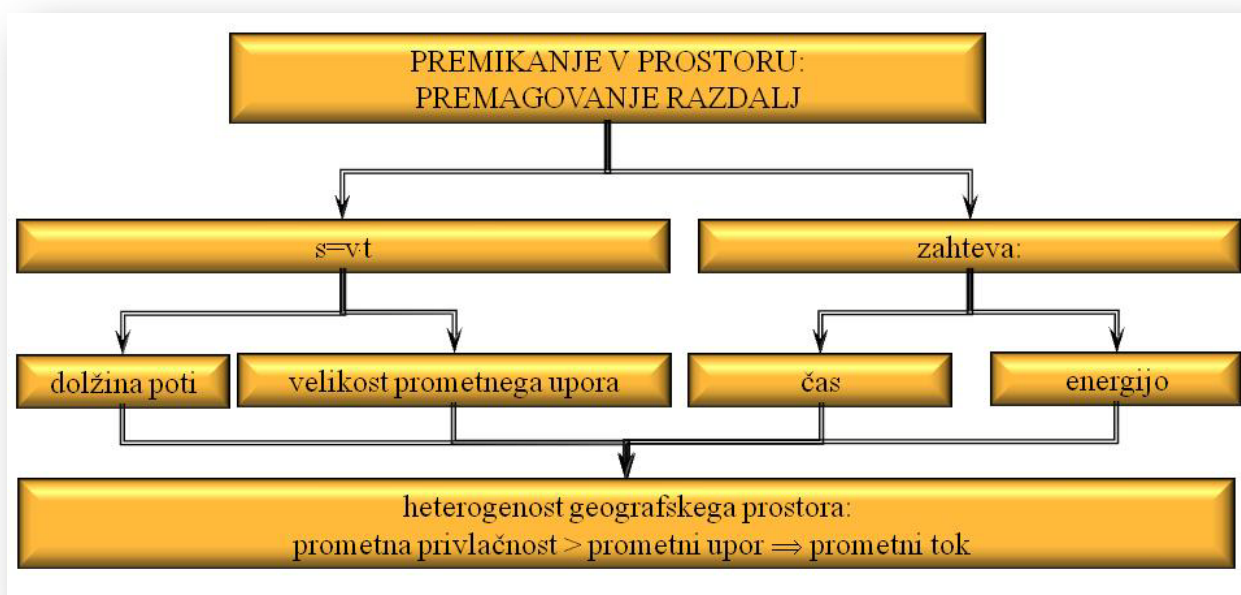 PREMIKANJE V PROSTORU:
PREMAGOVANJE RAZDALJ
s=v·t
zahteva:
dolžina poti
velikost prometnega upora
čas
energijo
heterogenost geografskega prostora:
prometna privlačnost > prometni upor ⇒ prometni tok